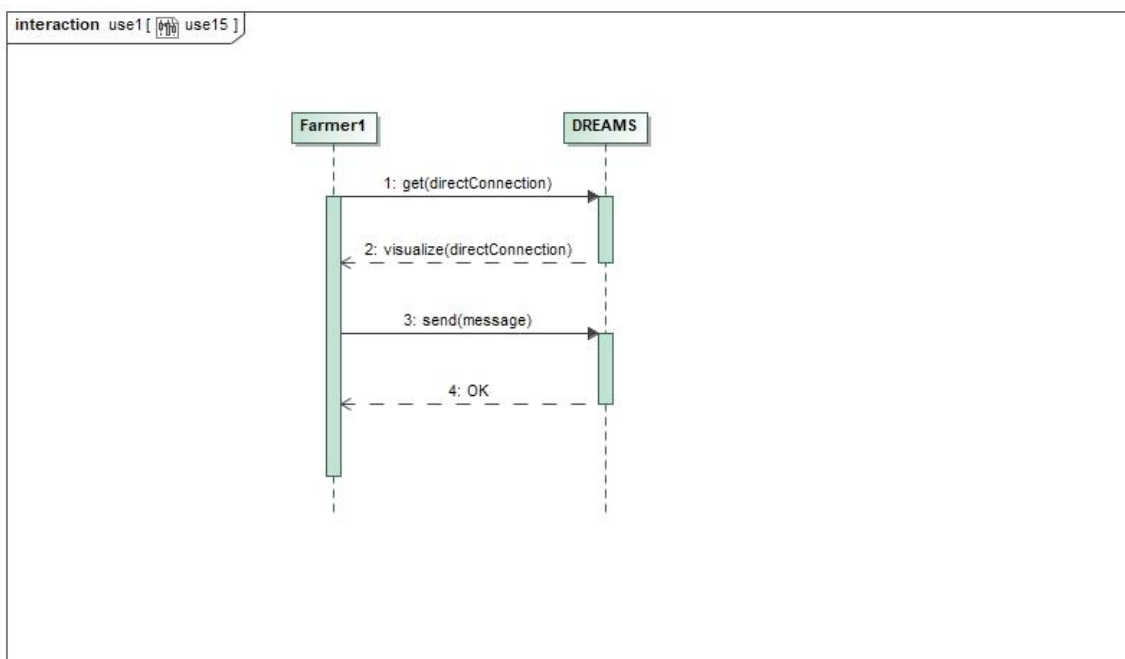 interaction use1 [ use15 ]
Farmer1
DREAMS
1: get(directConnection)
2: visualize(directConnection)
3: send(message)
4: OK